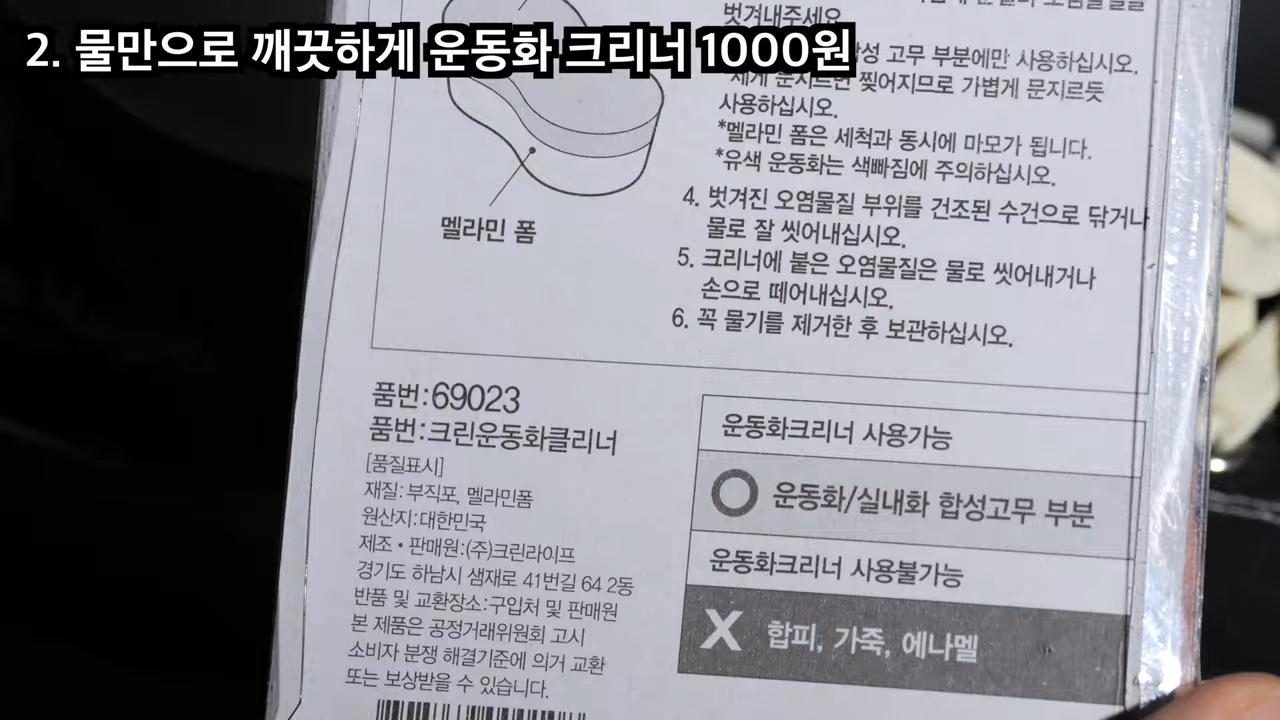 2. 물만으로 깨끗하게 운동화 크리너 1000원
벗겨내주세요
고무 부분에만 사용하십시오.
문지르면 찢어지므로 가볍게 문지르듯
사용하십시오.
*멜라민 폼은 세척과 동시에 마모가 됩니다.
*유색 운동화는 색빠짐에 주의하십시오.
4. 벗겨진 오염물질 부위를 건조된 수건으로 닦거나
물로 잘 씻어내십시오.
5. 크리너에 붙은 오염물질은 물로 씻어내거나
손으로 떼어내십시오.
6. 꼭 물기를 제거한 후 보관하십시오.
멜라민 폼
품번:69023
품번:크린운동화클리너
[품질표시]
재질:부직포, 멜라민폼
원산지:대한민국
제조•판매원:(주)크린라이프
경기도 하남시 샘재로 41번길 64 2동
반품 및 교환장소:구입처 및 판매원
본 제품은 공정거래위원회 고시
소비자 분쟁 해결기준에 의거 교환
또는 보상받을 수 있습니다.
운동화크리너 사용가능
운동화/실내화 합성고무 부분
운동화크리너 사용불가능
X 합피, 가죽, 에나멜